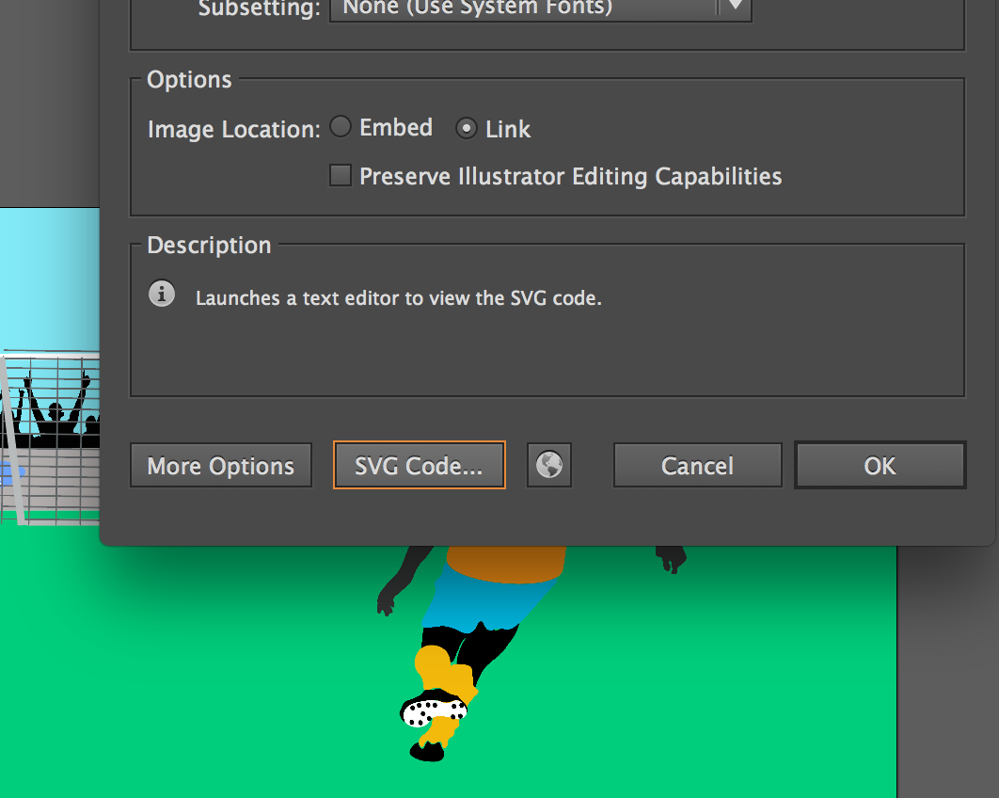 Subsetting: None (Use System Fonts)
Options
Image Location: Embed Link
Preserve Illustrator Editing Capabilities
Description
Launches a text editor to view the SVG code.
More Options SVG Code... Cancel OK